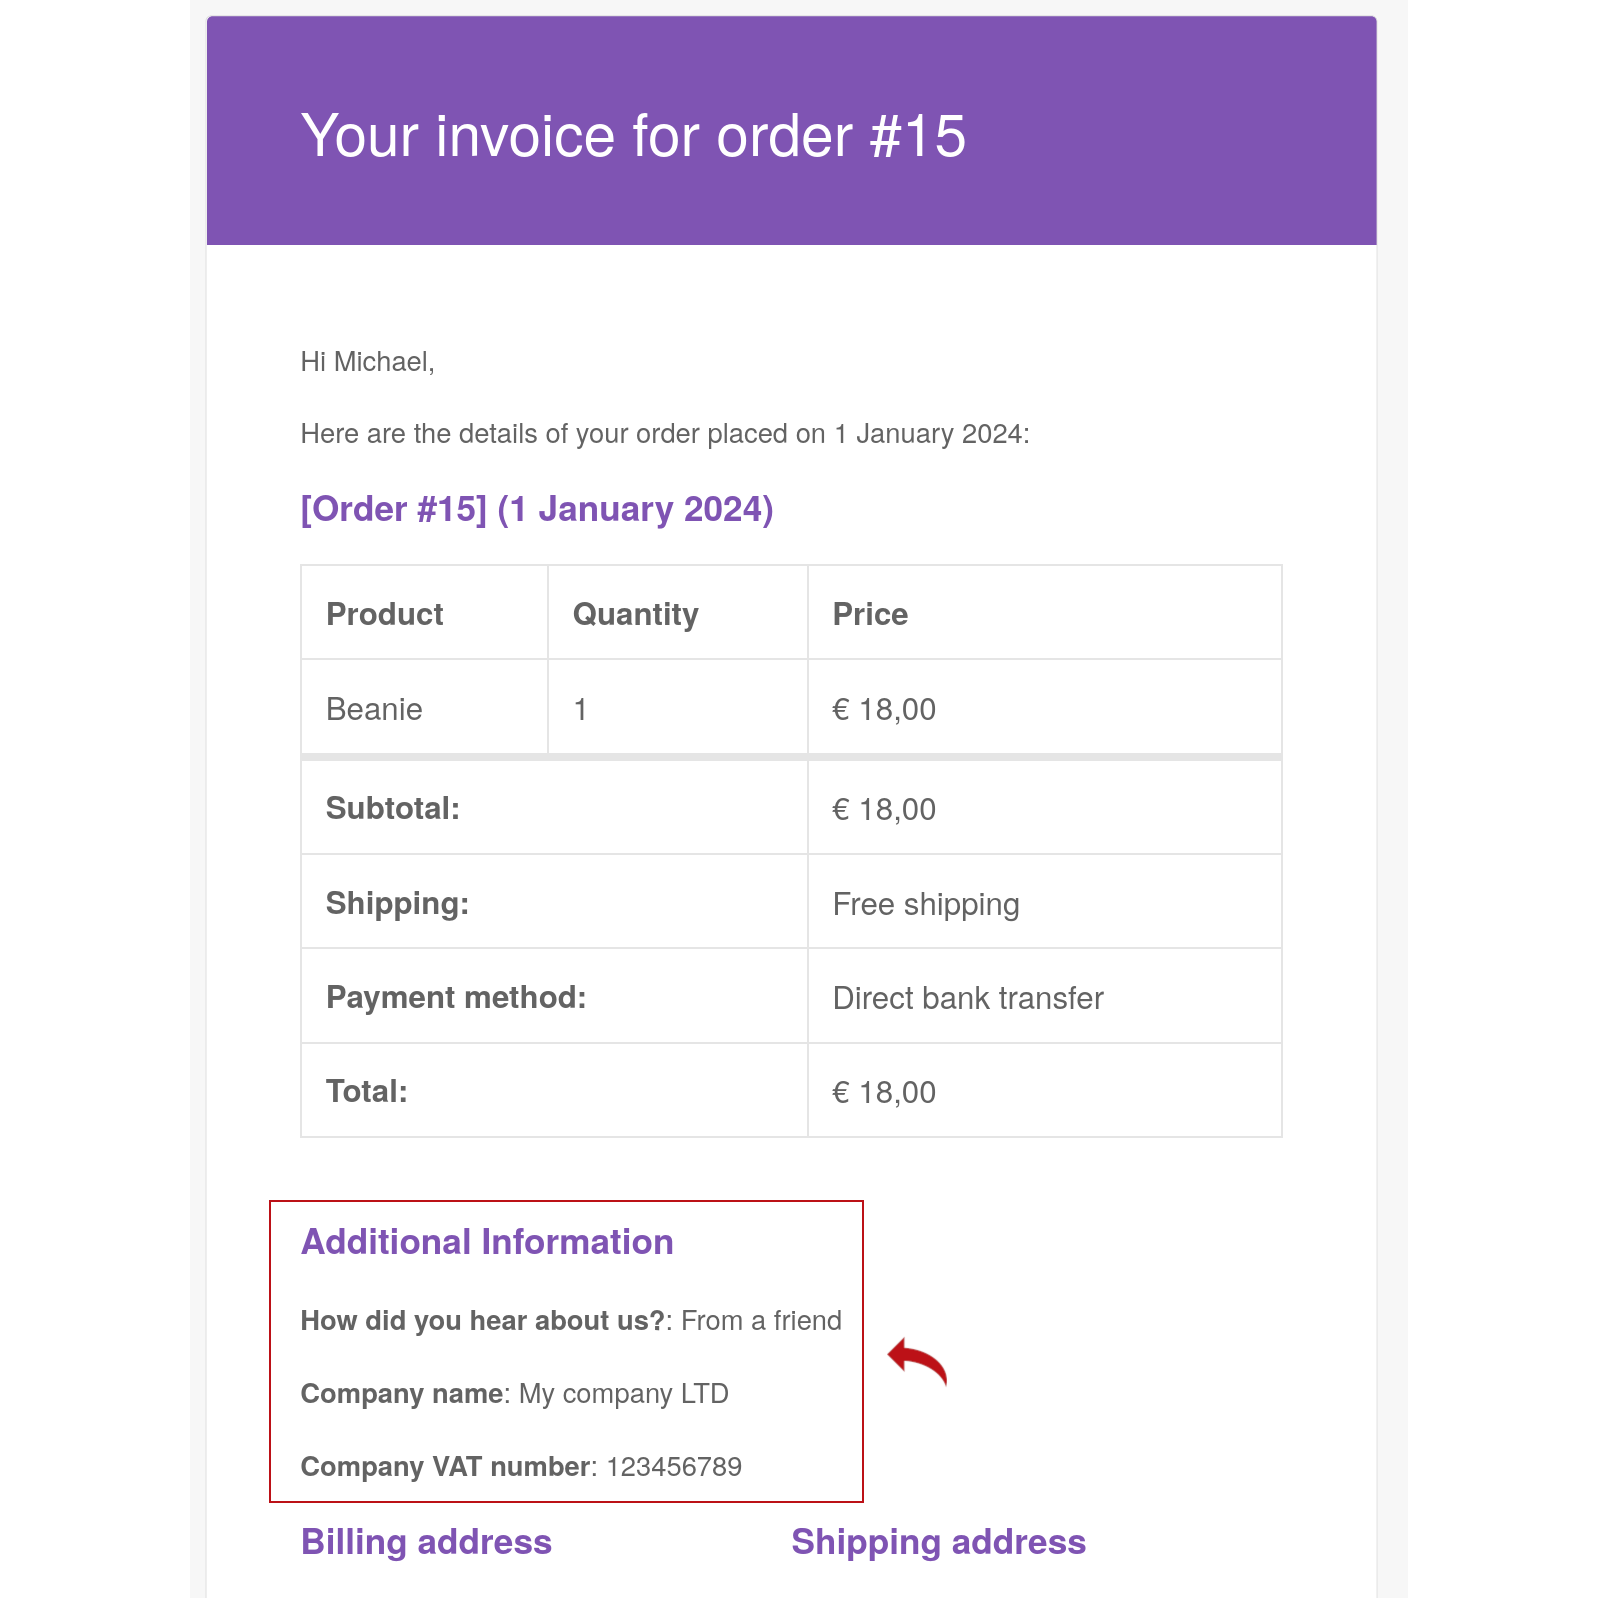 Your invoice for order #15
Hi Michael,
Here are the details of your order placed on 1 January 2024:
[Order #15] (1 January 2024)
Product Quantity Price
Beanie 1 € 18,00
Subtotal: € 18,00
Shipping: Free shipping
Payment method: Direct bank transfer
Total: € 18,00
Additional Information
How did you hear about us?: From a friend
Company name: My company LTD
Company VAT number: 123456789
Billing address Shipping address